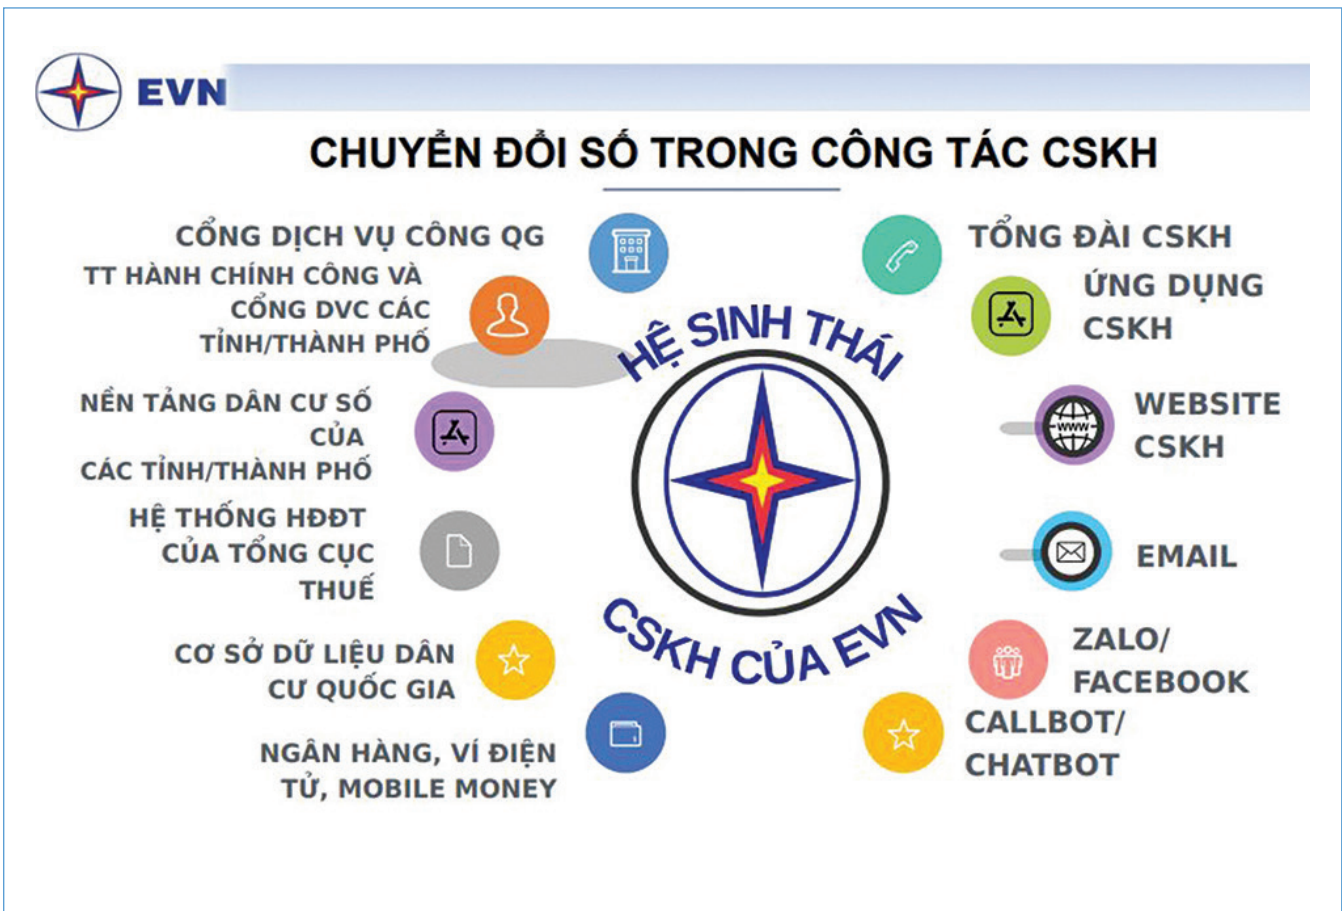 EVN
CHUYỂN ĐỔI SỐ TRONG CÔNG TÁC CSKH
CỔNG DỊCH VỤ CÔNG QG
TT HÀNH CHÍNH CÔNG VÀ
CỔNG DVC CÁC
TỈNH/THÀNH PHỐ
NỀN TẢNG DÂN CƯ SỐ
CỦA
CÁC TỈNH/THÀNH PHỐ
HỆ THỐNG HĐĐT
CỦA TỔNG CỤC
THUẾ
CƠ SỞ DỮ LIỆU DÂN
CƯ QUỐC GIA
NGÂN HÀNG, VÍ ĐIỆN
TỬ, MOBILE MONEY
HỆ SINH THÁI
CSKH CỦA EVN
TỔNG ĐÀI CSKH
ỨNG DỤNG
CSKH
WWW
WEBSITE
CSKH
EMAIL
ZALO/
FACEBOOK
CALLBOT/
CHATBOT